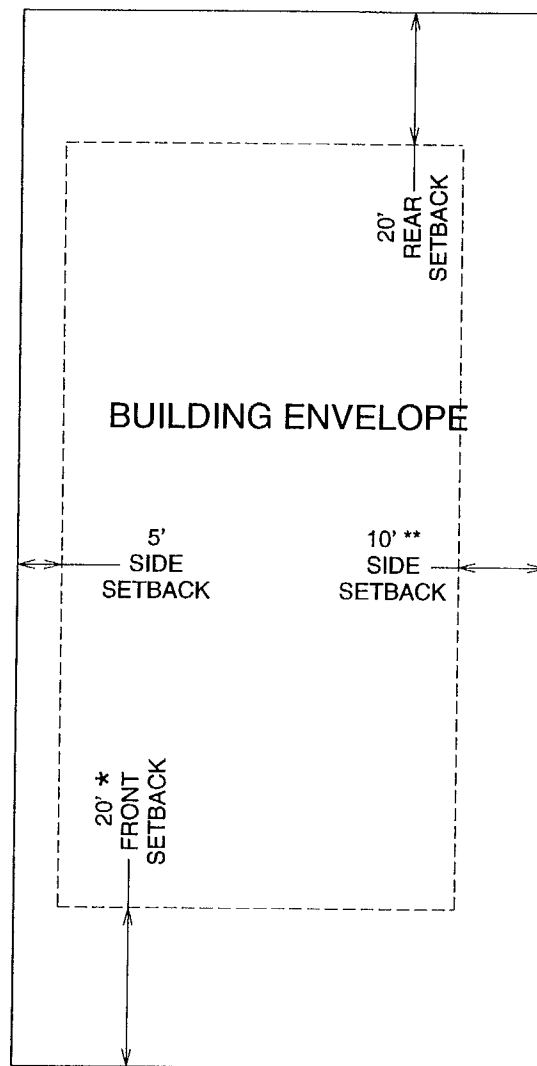 20'
REAR
SETBACK
BUILDING ENVELOPE
5'
SIDE
SETBACK
10' **
SIDE
SETBACK
20' *
FRONT
SETBACK